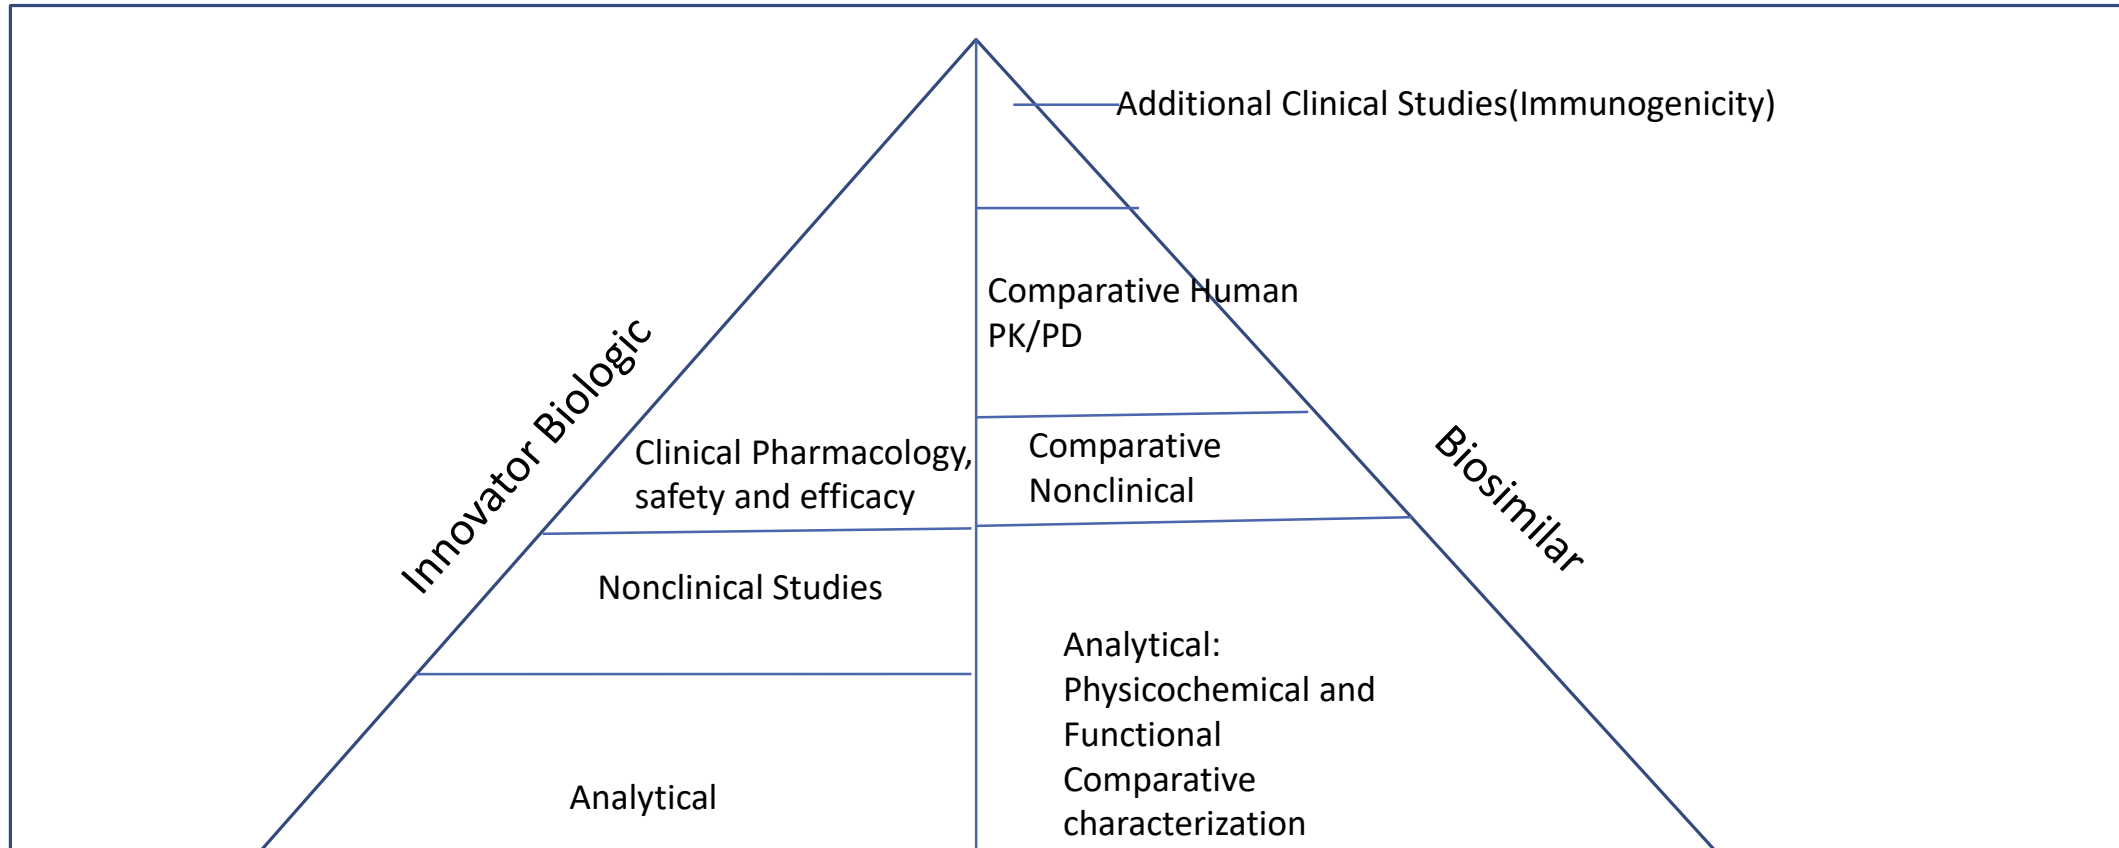 Additional Clinical Studies(Immunogenicity)
Comparative Human
PK/PD
Innovator Biologic
Clinical Pharmacology,
safety and efficacy
Comparative
Nonclinical
Biosimilar
Nonclinical Studies
Analytical:
Physicochemical and
Functional
Comparative
characterization
Analytical